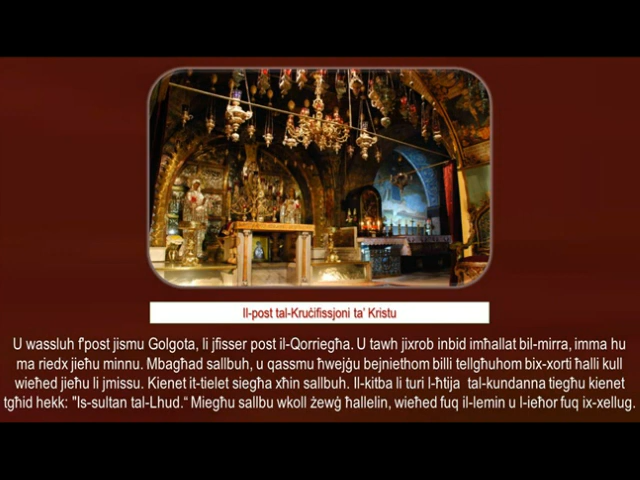 Il-post tal-Kruċifissjoni ta' Kristu
U wassluh f'post jismu Golgota, li jfisser post il-Qorriegħa. U tawh jixrob inbid imħallat bil-mirra, imma hu
ma riedx jieħu minnu. Mbagħad sallbuh, u qassmu ħwejġu bejniethom billi tellgħuhom bix-xorti ħalli kull
wieħed jieħu li jmissu. Kienet it-tielet siegħa xħin sallbuh. Il-kitba li turi l-ħtija tal-kundanna tiegħu kienet
tgħid hekk: "Is-sultan tal-Lhud.“ Miegħu sallbu wkoll żewġ ħallelin, wieħed fuq il-lemin u l-ieħor fuq ix-xellug.